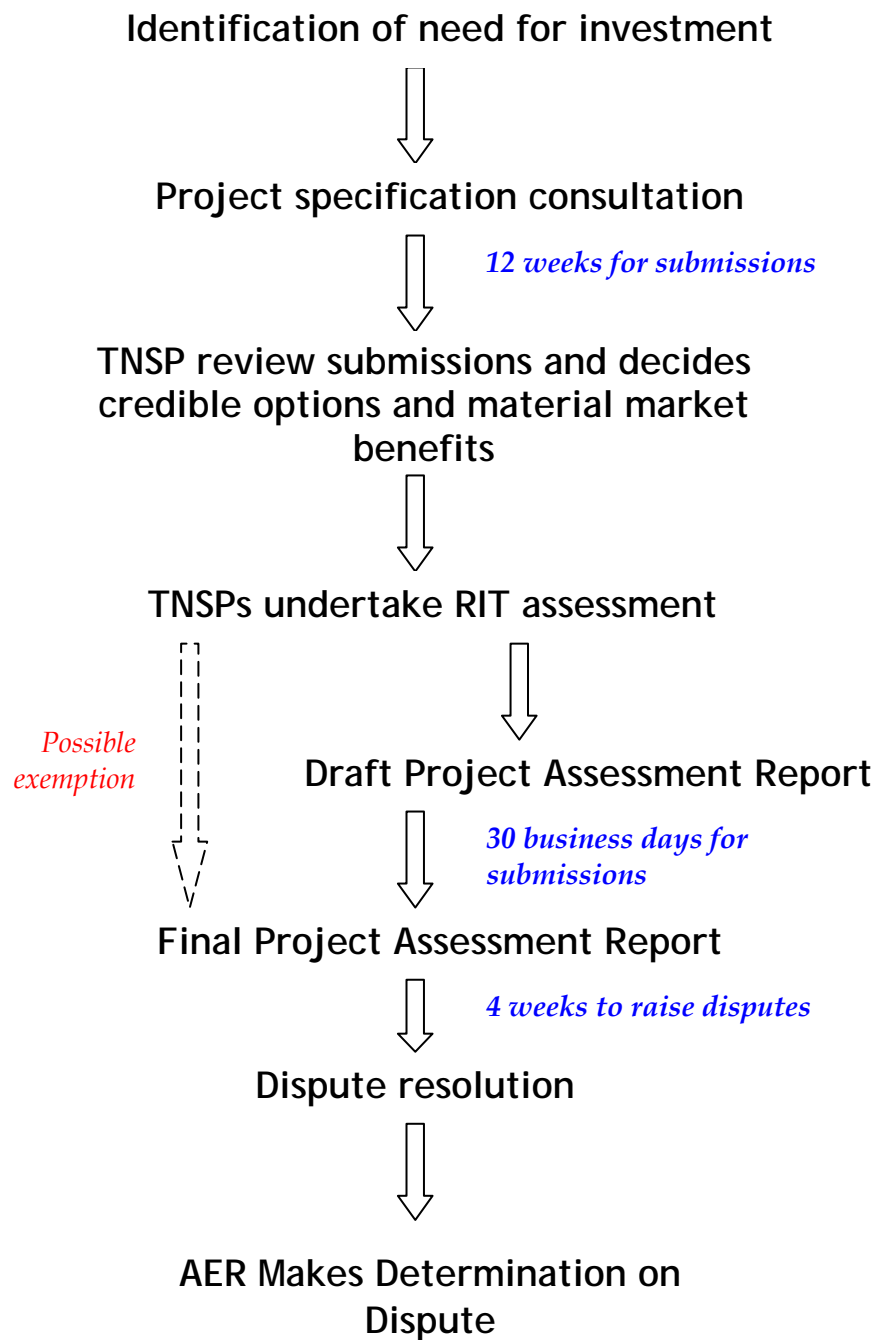 Identification of need for investment
Project specification consultation
12 weeks for submissions
TNSP review submissions and decides
credible options and material market
benefits
TNSPs undertake RIT assessment
Possible
exemption
Draft Project Assessment Report
30 business days for
submissions
Final Project Assessment Report
4 weeks to raise disputes
Dispute resolution
AER Makes Determination on
Dispute